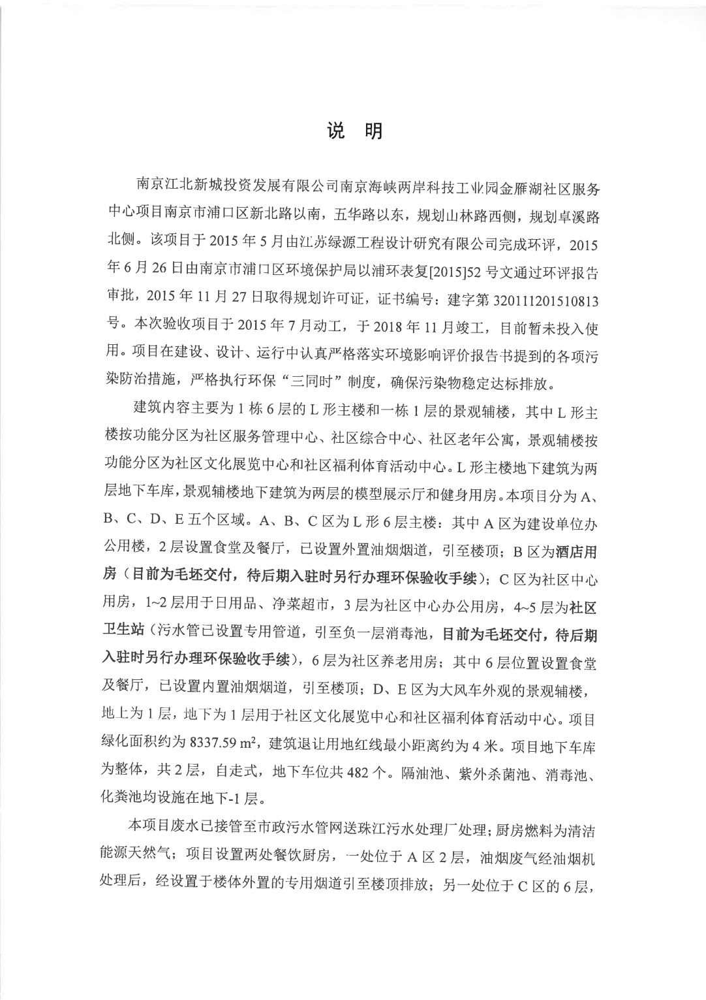 说 明
南京江北新城投资发展有限公司南京海峡两岸科技工业园金雁湖社区服务
中心项目南京市浦口区新北路以南，五华路以东，规划山林路西侧，规划卓溪路
北侧。该项目于 2015 年 5 月由江苏绿源工程设计研究有限公司完成环评，2015
年 6 月 26 日由南京市浦口区环境保护局以浦环表复[2015]52 号文通过环评报告
审批，2015 年 11 月 27 日取得规划许可证，证书编号：建字第 320111201510813
号。本次验收项目于 2015 年 7 月动工，于 2018 年 11 月竣工，目前暂未投入使
用。项目在建设、设计、运行中认真严格落实环境影响评价报告书提到的各项污
染防治措施，严格执行环保“三同时”制度，确保污染物稳定达标排放。
建筑内容主要为 1 栋 6 层的 L 形主楼和一栋 1 层的景观辅楼，其中 L 形主
楼按功能分区为社区服务管理中心、社区综合中心、社区老年公寓，景观辅楼按
功能分区为社区文化展览中心和社区福利体育活动中心。L 形主楼地下建筑为两
层地下车库，景观辅楼地下建筑为两层的模型展示厅和健身用房。本项目分为 A、
B、C、D、E 五个区域。A、B、C 区为 L 形 6 层主楼：其中 A 区为建设单位办
公用楼，2 层设置食堂及餐厅，已设置外置油烟烟道，引至楼顶；B 区为酒店用
房（目前为毛坯交付，待后期入驻时另行办理环保验收手续）；C 区为社区中心
用房，1~2 层用于日用品、净菜超市，3 层为社区中心办公用房，4~5 层为社区
卫生站（污水管已设置专用管道，引至负一层消毒池，目前为毛坯交付，待后期
入驻时另行办理环保验收手续），6 层为社区养老用房；其中 6 层位置设置食堂
及餐厅，已设置内置油烟烟道，引至楼顶；D、E 区为大风车外观的景观辅楼，
地上为 1 层，地下为 1 层用于社区文化展览中心和社区福利体育活动中心。项目
绿化面积约为 8337.59 m²，建筑退让用地红线最小距离约为 4 米。项目地下车库
为整体，共 2 层，自走式，地下车位共 482 个。隔油池、紫外杀菌池、消毒池、
化粪池均设施在地下-1 层。
本项目废水已接管至市政污水管网送珠江污水处理厂处理；厨房燃料为清洁
能源天然气；项目设置两处餐饮厨房，一处位于 A 区 2 层，油烟废气经油烟机
处理后，经设置于楼体外置的专用烟道引至楼顶排放；另一处位于 C 区的 6 层，